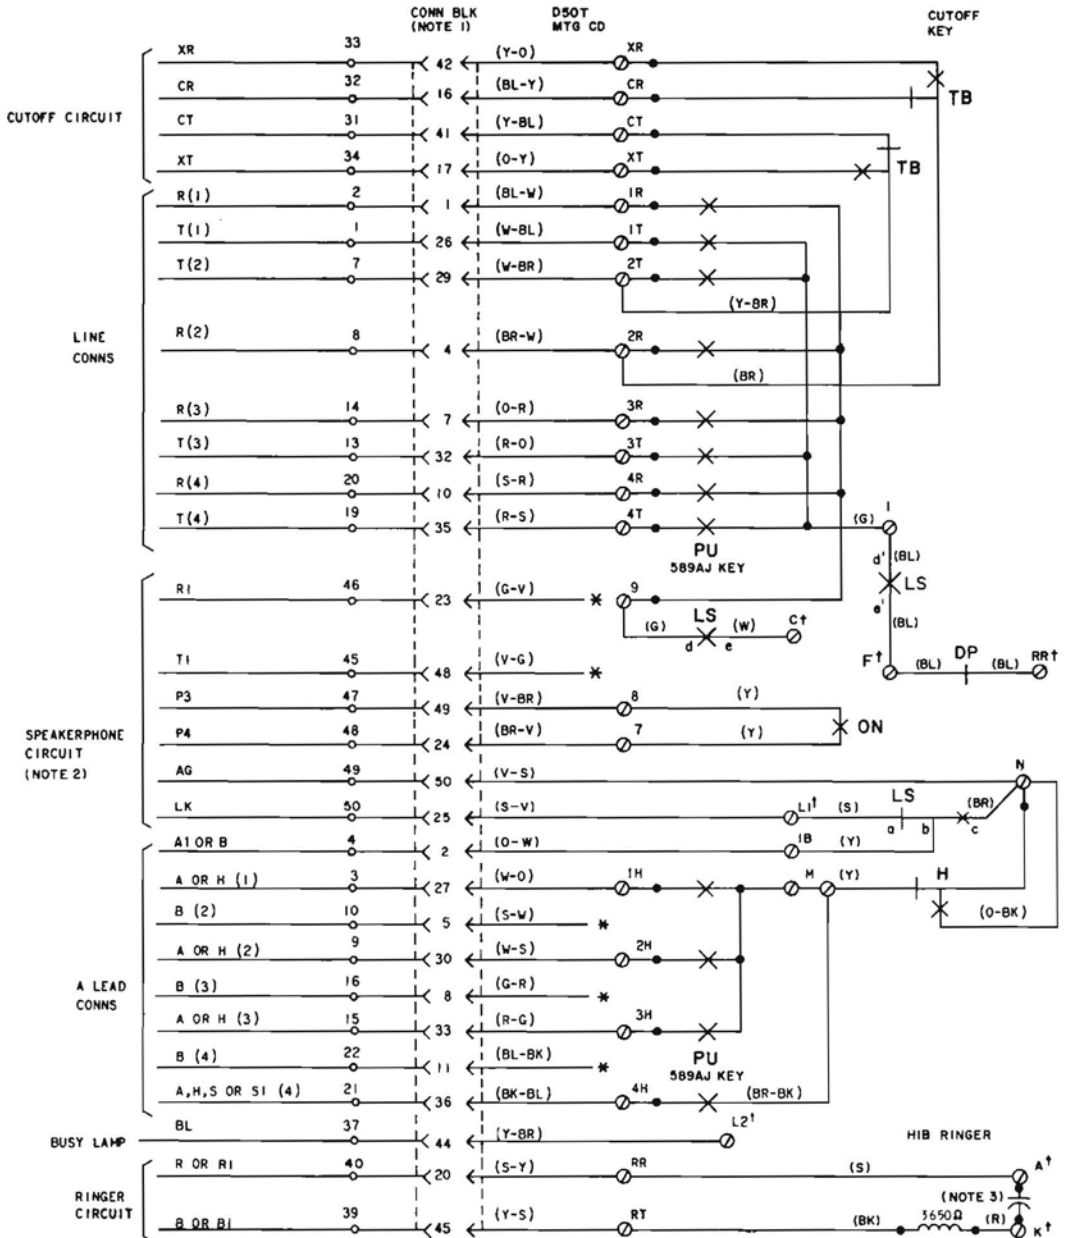 CONN BLK
(NOTE 1)
D50T
MTG CD
CUTOFF
KEY
XR 33 42 (Y-O) XR
CR 32 16 (BL-Y) CR TB
CUTOFF CIRCUIT
CT 31 41 (Y-BL) CT
XT 34 17 (O-Y) XT TB
R(1) 2 1 (BL-W) 1R
T(1) 1 26 (W-BL) 1T
T(2) 7 29 (W-BR) 2T
(Y-BR)
LINE
CONNS
R(2) 8 4 (BR-W) 2R
(BR)
R(3) 14 7 (O-R) 3R
T(3) 13 32 (R-O) 3T
R(4) 20 10 (S-R) 4R
T(4) 19 35 (R-S) 4T (G) 1
PU
589AJ KEY
d' (BL)
LS
e'
(BL)
R1 46 23 (G-V) * 9
LS
(G) (W) C†
d e
T1 45 48 (V-G) *
F† (BL) DP (BL) RR†
P3 47 49 (V-BR) 8 (Y)
ON
P4 48 24 (BR-V) 7 (Y)
SPEAKERPHONE
CIRCUIT
(NOTE 2)
AG 49 50 (V-S) N
LK 50 25 (S-V) L1† (S) LS (BR)
a b c
A1 OR B 4 2 (O-W) 1B (Y)
A OR H (1) 3 27 (W-O) 1H M (Y) H
(O-BK)
B (2) 10 5 (S-W) *
A OR H (2) 9 30 (W-S) 2H
A LEAD
CONNS
B (3) 16 8 (G-R) *
A OR H (3) 15 33 (R-G) 3H
B (4) 22 11 (BL-BK) *
PU
589AJ KEY
A,H,S OR S1 (4) 21 36 (BK-BL) 4H (BR-BK)
BUSY LAMP BL 37 44 (Y-BR) L2†
HIB RINGER
R OR R1 40 20 (S-Y) RR (S) A†
RINGER
CIRCUIT
(NOTE 3)
B OR B1 39 45 (Y-S) RT (BK) 3650Ω (R) K†